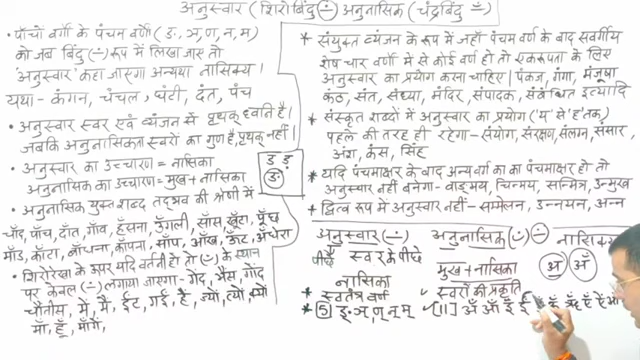 अनुस्वार (शिरोबिंदु ÷) अनुनासिक (चंद्रबिंदु ँ)
• पाँचों वर्गों के पंचम वर्णों (ङ, ञ, ण, न, म)
को जब बिंदु (÷) रूप में लिखा जाए तो
'अनुस्वार' कहा जाएगा अन्यथा नासिक्य।
यथा - कंगन, चंचल, घंटी, दंत, पंच
• अनुस्वार स्वर एवं व्यंजन से पृथक् ध्वनि है।
जबकि अनुनासिकता स्वरों का गुण है, पृथक् नहीं।
• अनुस्वार का उच्चारण = नासिका
अनुनासिक का उच्चारण = मुख + नासिका
• अनुनासिक युक्त शब्द तद्भव की श्रेणी में
चाँद, पाँच, दाँत, गाँव, हँसना, उँगली, साँस, खूँटा, पूँछ
माँड, काँटा, बाँधना, काँपना, साँप, आँख, ऊँट, अँधेरा
• शिरोरेखा के ऊपर यदि वर्तनी हो तो (ँ) के स्थान
पर केवल (÷) लगाया जाएगा - गेंद, भैंस, गोंद
चौंतीस, में, मैं, ईंट, गईं, हैं, ज्यों, त्यों, क्यों
माँ, हूँ, माँगें,
ड ड़
ङ
* संयुक्त व्यंजन के रूप में जहाँ पंचम वर्ण के बाद सवर्गीय
शेष चार वर्णों में से कोई वर्ण हो तो एकरूपता के लिए
अनुस्वार का प्रयोग करना चाहिए। पंकज, गंगा, मंजूषा
कंठ, संत, संध्या, मंदिर, संपादक, संबंधित इत्यादि
* संस्कृत शब्दों में अनुस्वार का प्रयोग ('य' से 'ह' तक)
पहले की तरह ही रहेगा - संयोग, संरक्षण, संलग्न, संसार
अंश, कंस, सिंह
* यदि पंचमाक्षर के बाद अन्य वर्ग का या पंचमाक्षर हो तो
अनुस्वार नहीं बनेगा - वाङ्मय, चिन्मय, सन्मित्र, उन्मुख
* द्वित्व रूप में अनुस्वार नहीं - सम्मेलन, उन्नयन, अन्न
अनुस्वार (÷) अनुनासिक (ँ)
पीछे स्वर के पीछे
नासिका मुख + नासिका
* स्वतंत्र वर्ण ✓ स्वरों की प्रकृति
* [5] ङ्, ञ्, ण्, न्, म् ✓ [11] अँ आँ इँ ईँ
अं अँ